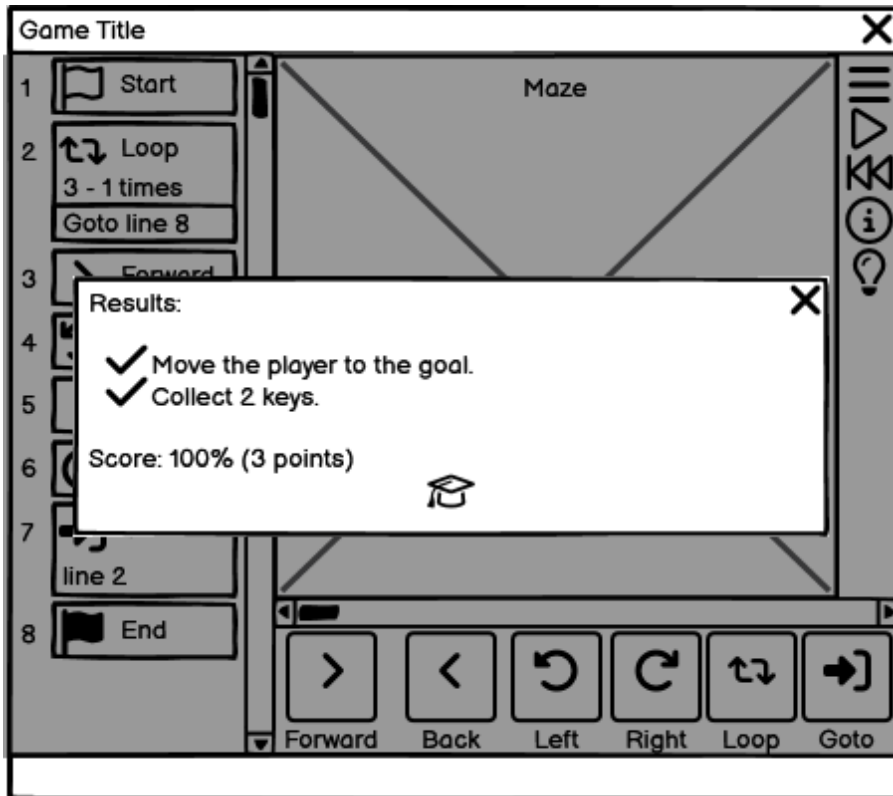 Game Title
1 Start
2 Loop
3 - 1 times
Goto line 8
3 Forward
4
5
6
7
line 2
8 End
Maze
i
Results:
Move the player to the goal.
Collect 2 keys.
Score: 100% (3 points)
Forward Back Left Right Loop Goto